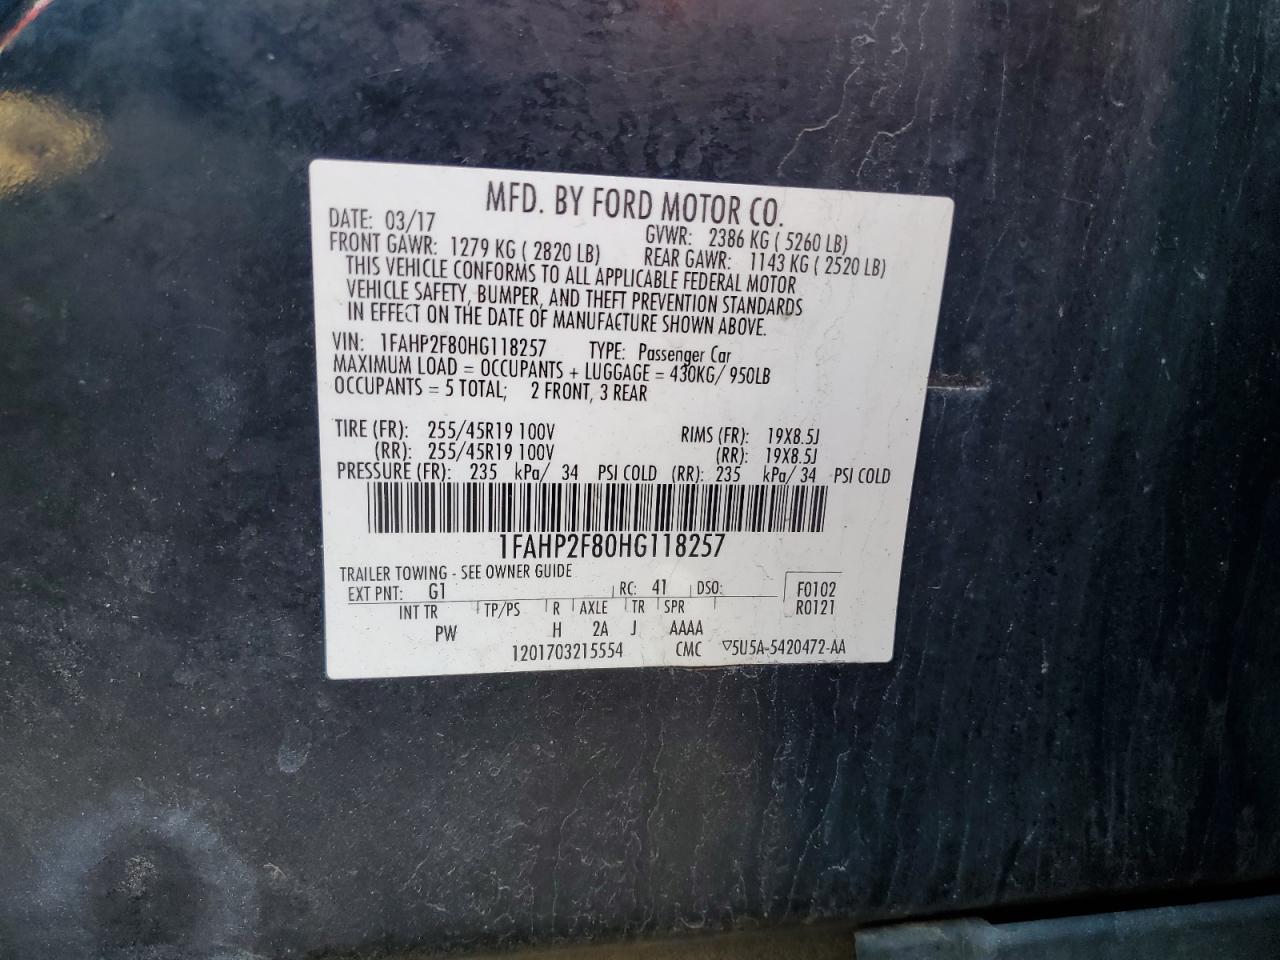 MFD. BY FORD MOTOR CO.
DATE: 03/17 GVWR: 2386 KG ( 5260 LB)
FRONT GAWR: 1279 KG ( 2820 LB) REAR GAWR: 1143 KG ( 2520 LB)
THIS VEHICLE CONFORMS TO ALL APPLICABLE FEDERAL MOTOR
VEHICLE SAFETY, BUMPER, AND THEFT PREVENTION STANDARDS
IN EFFECT ON THE DATE OF MANUFACTURE SHOWN ABOVE.
VIN: 1FAHP2F80HG118257 TYPE: Passenger Car
MAXIMUM LOAD = OCCUPANTS + LUGGAGE = 430KG/ 950LB
OCCUPANTS = 5 TOTAL; 2 FRONT, 3 REAR
TIRE (FR): 255/45R19 100V RIMS (FR): 19X8.5J
(RR): 255/45R19 100V (RR): 19X8.5J
PRESSURE (FR): 235 kPa/ 34 PSI COLD (RR): 235 kPa/ 34 PSI COLD
1FAHP2F80HG118257
TRAILER TOWING - SEE OWNER GUIDE
EXT PNT: G1 RC: 41 DSO: F0102
INT TR TP/PS R AXLE TR SPR R0121
PW H 2A J AAAA
1201703215554 CMC ▽5U5A-5420472-AA